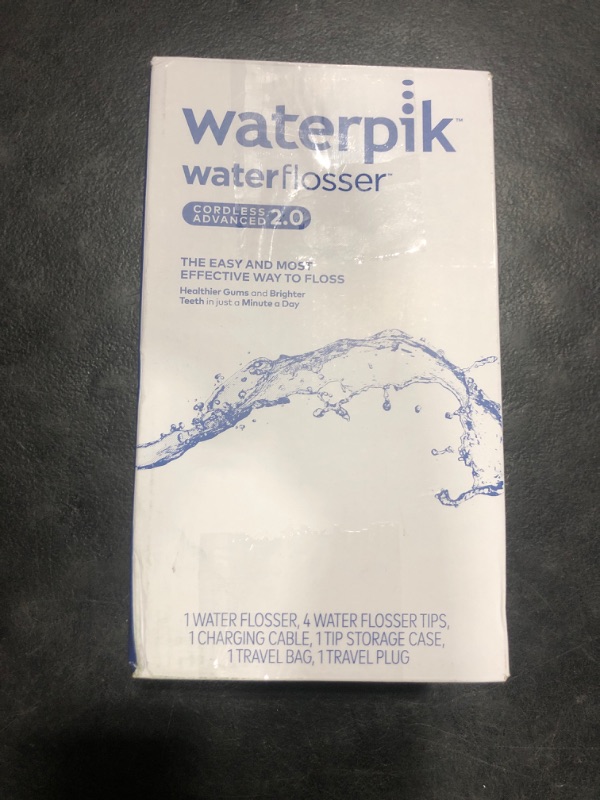 waterpik™
waterflosser™
CORDLESS
ADVANCED 2.0
THE EASY AND MOST
EFFECTIVE WAY TO FLOSS
Healthier Gums and Brighter
Teeth in just a Minute a Day
1 WATER FLOSSER, 4 WATER FLOSSER TIPS,
1 CHARGING CABLE, 1 TIP STORAGE CASE,
1 TRAVEL BAG, 1 TRAVEL PLUG